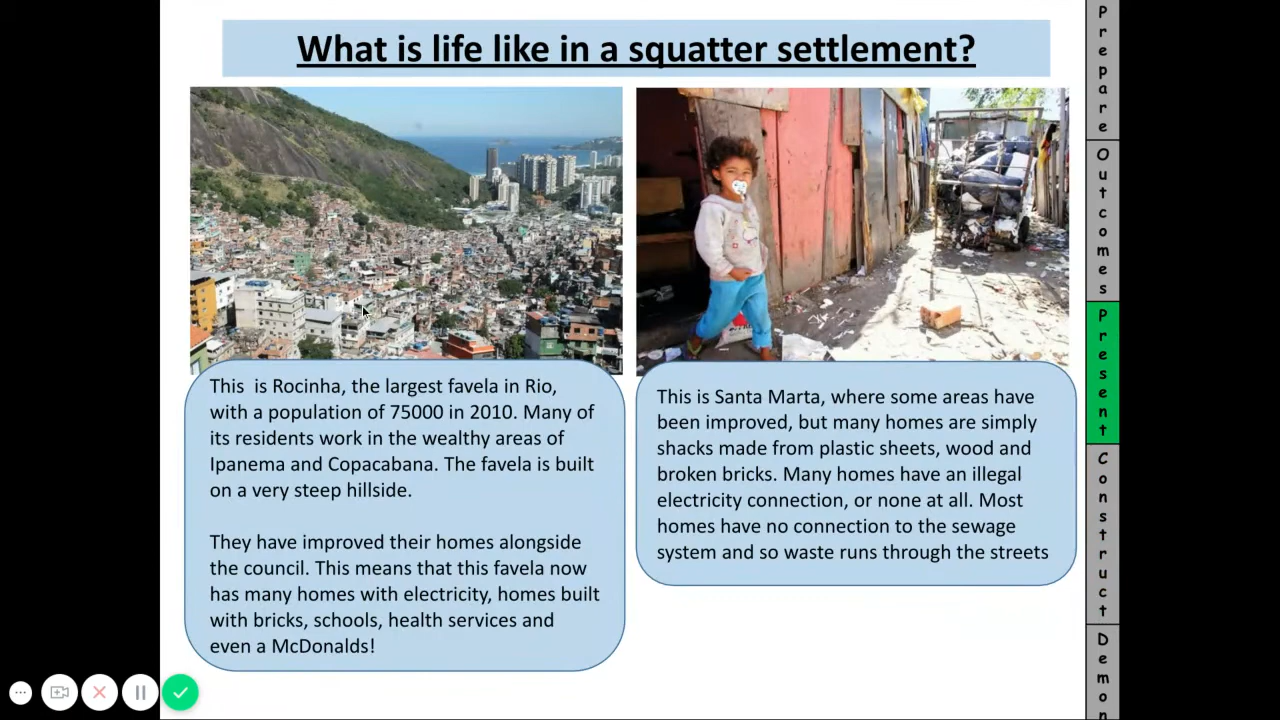 What is life like in a squatter settlement?
This  is Rocinha, the largest favela in Rio,
with a population of 75000 in 2010. Many of
its residents work in the wealthy areas of
Ipanema and Copacabana. The favela is built
on a very steep hillside.
They have improved their homes alongside
the council. This means that this favela now
has many homes with electricity, homes built
with bricks, schools, health services and
even a McDonalds!
This is Santa Marta, where some areas have
been improved, but many homes are simply
shacks made from plastic sheets, wood and
broken bricks. Many homes have an illegal
electricity connection, or none at all. Most
homes have no connection to the sewage
system and so waste runs through the streets
Prepare
Outcomes
Present
Construct
Demon